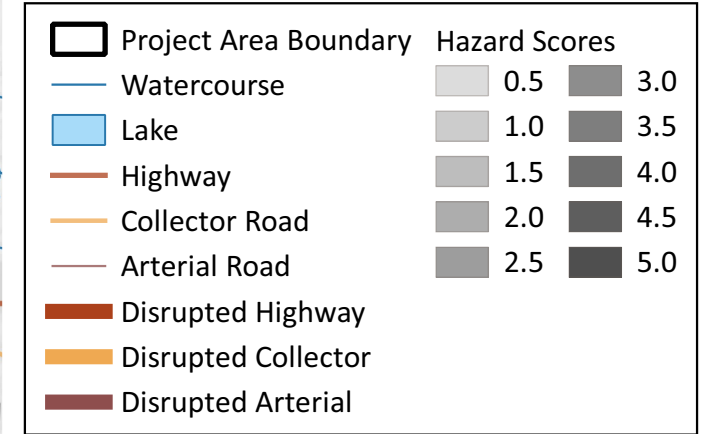 Project Area Boundary
Watercourse
Lake
Highway
Collector Road
Arterial Road
Disrupted Highway
Disrupted Collector
Disrupted Arterial
Hazard Scores
0.5 3.0
1.0 3.5
1.5 4.0
2.0 4.5
2.5 5.0